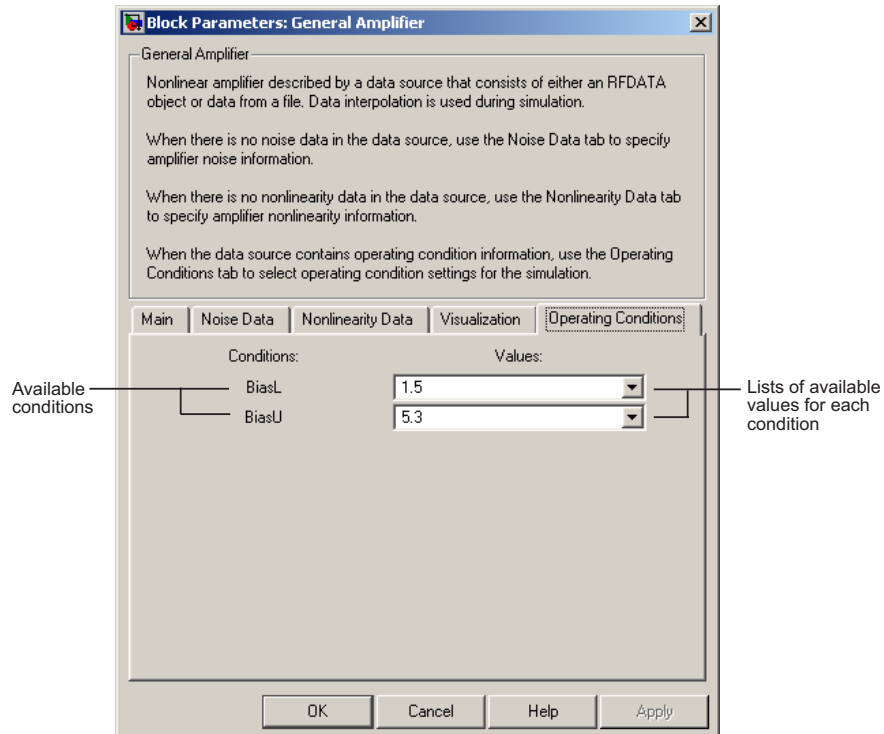 Block Parameters: General Amplifier
General Amplifier
Nonlinear amplifier described by a data source that consists of either an RFDATA
object or data from a file. Data interpolation is used during simulation.
When there is no noise data in the data source, use the Noise Data tab to specify
amplifier noise information.
When there is no nonlinearity data in the data source, use the Nonlinearity Data tab
to specify amplifier nonlinearity information.
When the data source contains operating condition information, use the Operating
Conditions tab to select operating condition settings for the simulation.
Main Noise Data Nonlinearity Data Visualization Operating Conditions
Conditions: Values:
Available
conditions
BiasL 1.5
BiasU 5.3
Lists of available
values for each
condition
OK Cancel Help Apply